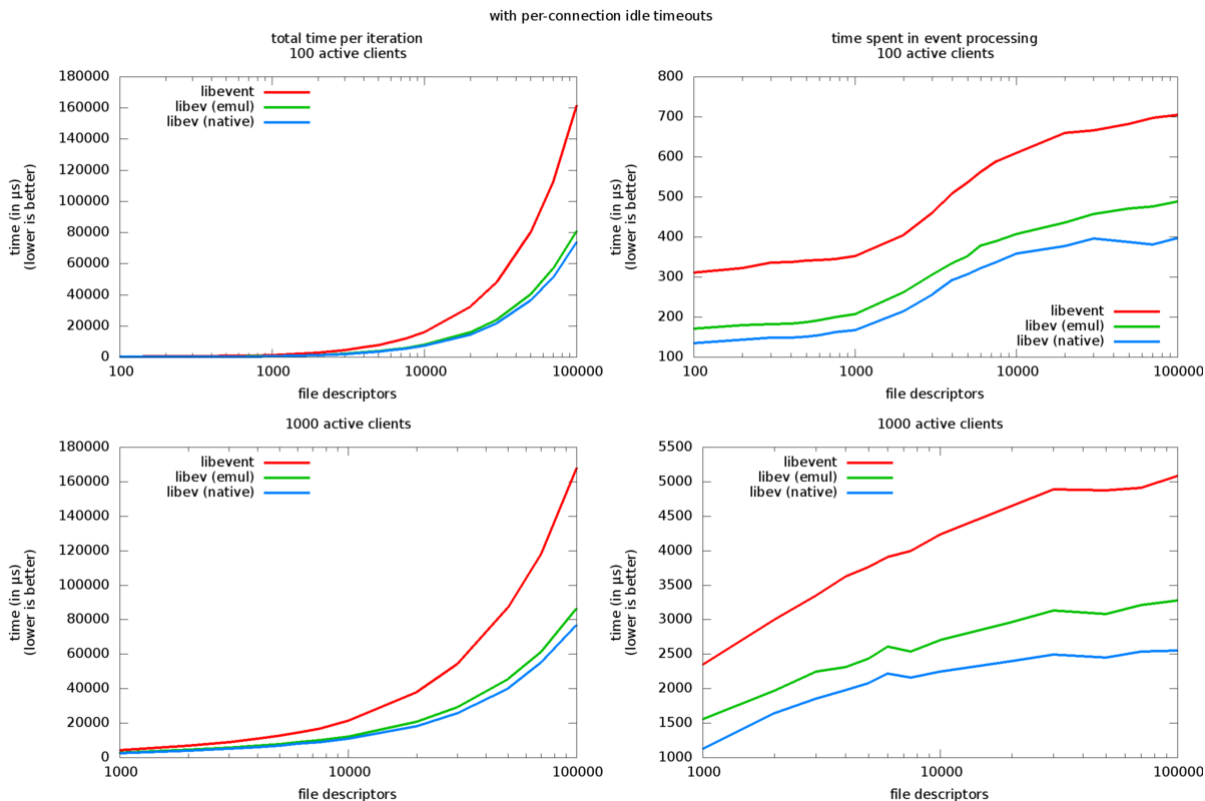 with per-connection idle timeouts
total time per iteration
100 active clients
time (in µs)
(lower is better)
180000
160000
140000
120000
100000
80000
60000
40000
20000
0
libevent
libev (emul)
libev (native)
100 1000 10000 100000
file descriptors
time spent in event processing
100 active clients
time (in µs)
(lower is better)
800
700
600
500
400
300
200
100
libevent
libev (emul)
libev (native)
100 1000 10000 100000
file descriptors
1000 active clients
time (in µs)
(lower is better)
180000
160000
140000
120000
100000
80000
60000
40000
20000
0
libevent
libev (emul)
libev (native)
1000 10000 100000
file descriptors
1000 active clients
time (in µs)
(lower is better)
5500
5000
4500
4000
3500
3000
2500
2000
1500
1000
libevent
libev (emul)
libev (native)
1000 10000 100000
file descriptors